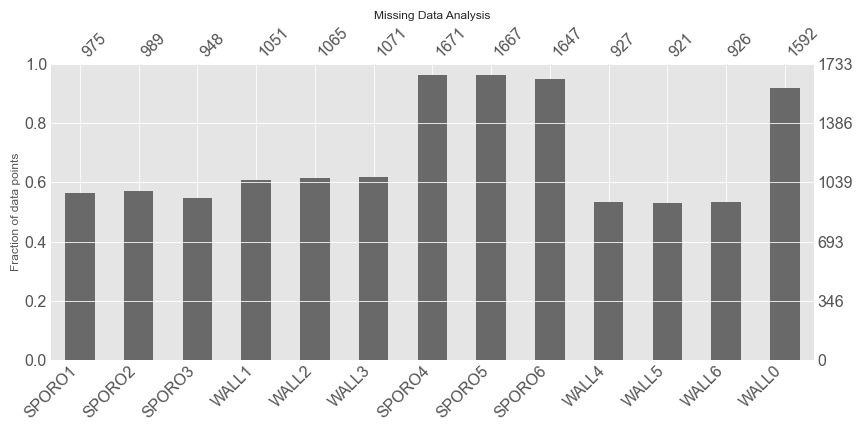 Missing Data Analysis
975 989 948 1051 1065 1071 1671 1667 1647 927 921 926 1592
1.0 1733
0.8 1386
0.6 1039
0.4 693
0.2 346
0.0 0
Fraction of data points
SPORO1 SPORO2 SPORO3 WALL1 WALL2 WALL3 SPORO4 SPORO5 SPORO6 WALL4 WALL5 WALL6 WALL0